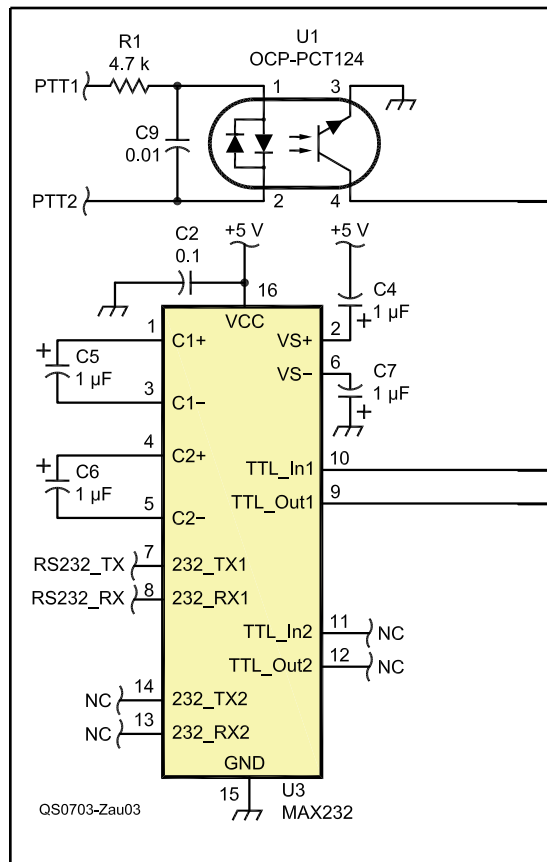 U1
OCP-PCT124
R1
4.7 k
PTT1
1
3
C9
0.01
PTT2
2
4
+5 V
+5 V
C2
0.1
16
C4
1 µF
+
VCC
1
C1+
VS+
2
+
C5
1 µF
VS−
6
C7
1 µF
+
3
C1−
4
C2+
+
C6
1 µF
TTL_In1
10
5
C2−
TTL_Out1
9
RS232_TX
7
232_TX1
RS232_RX
8
232_RX1
TTL_In2
11
NC
TTL_Out2
12
NC
NC
14
232_TX2
NC
13
232_RX2
GND
15
U3
MAX232
QS0703-Zau03